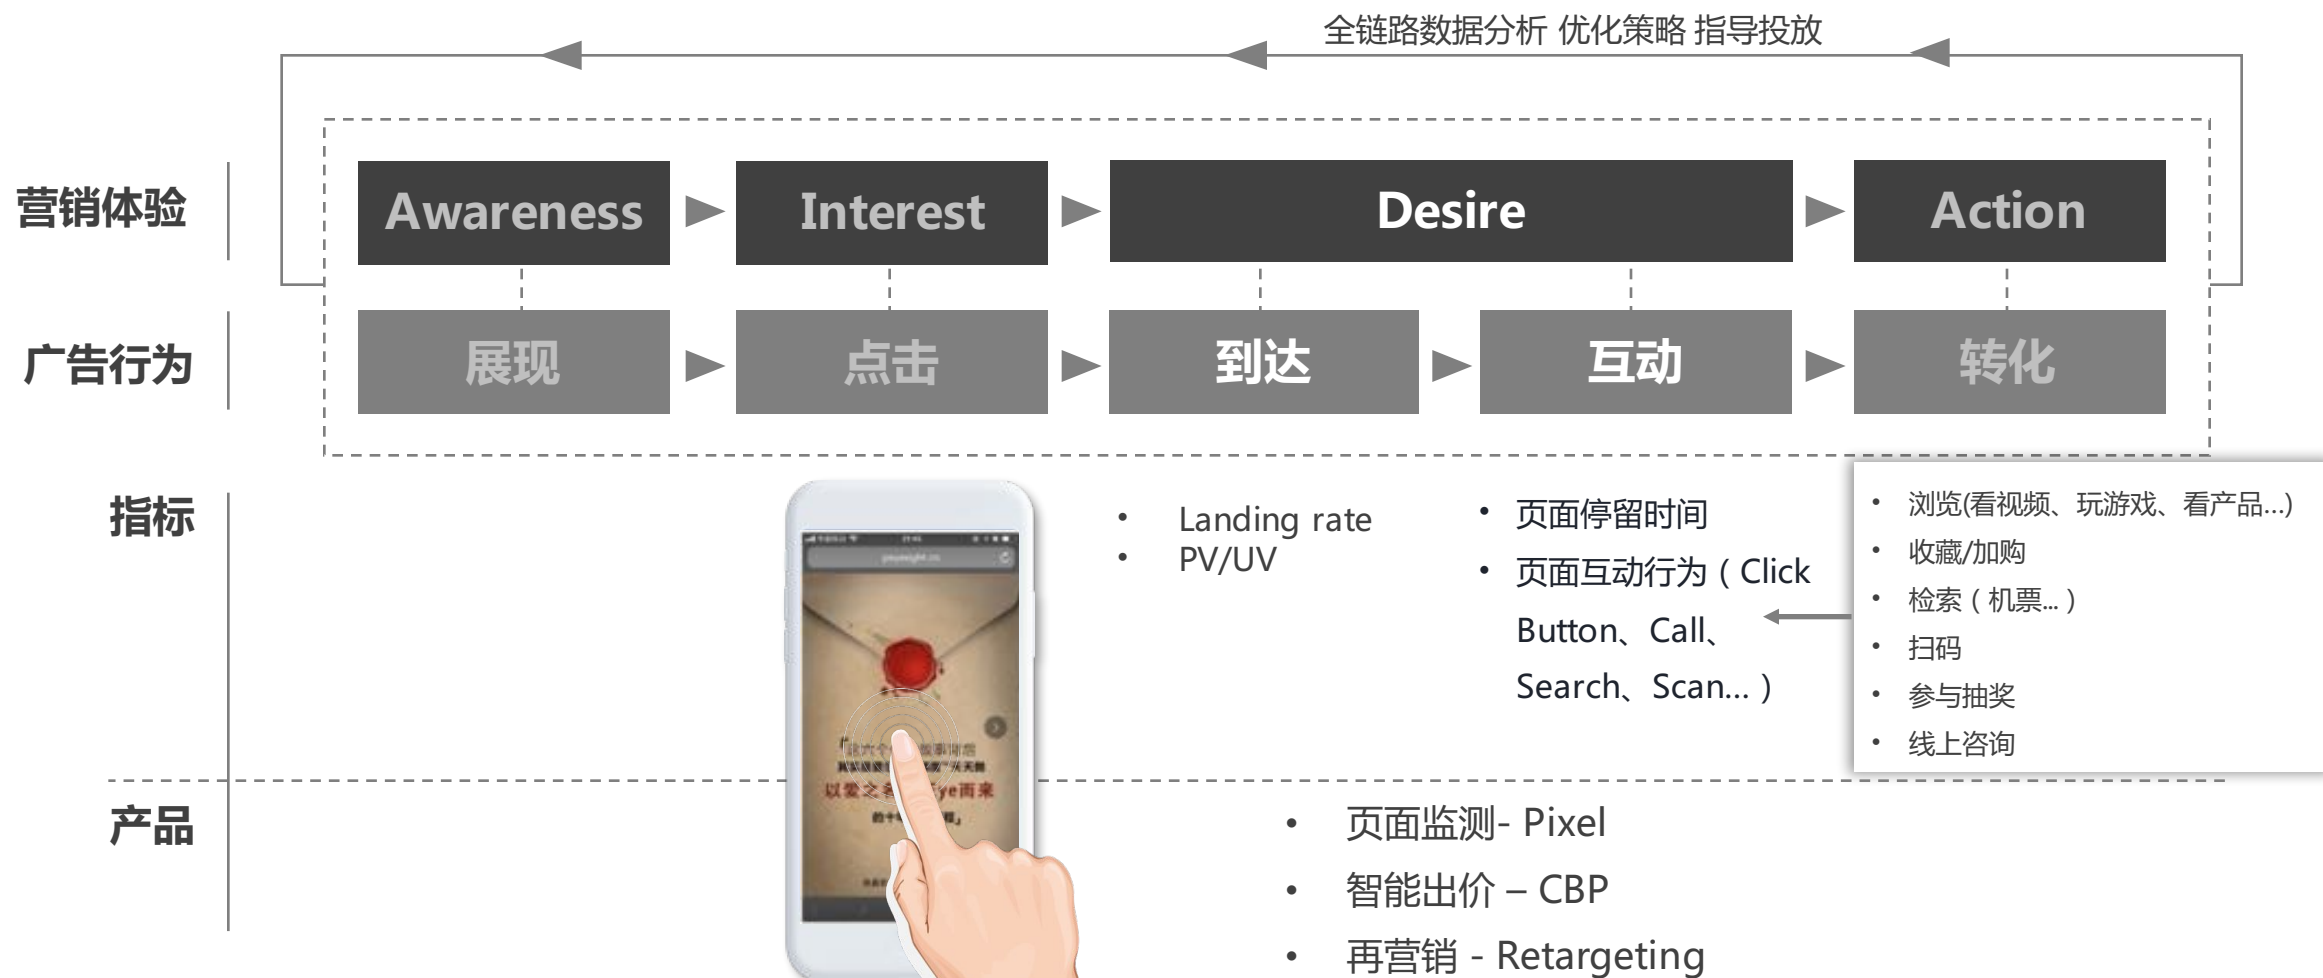 全链路数据分析 优化策略 指导投放
营销体验
Awareness
Interest
Desire
Action
广告行为
展现
点击
到达
互动
转化
指标
• Landing rate
• PV/UV
• 页面停留时间
• 页面互动行为（Click
Button、Call、
Search、Scan...）
• 浏览(看视频、玩游戏、看产品...)
• 收藏/加购
• 检索（机票...）
• 扫码
• 参与抽奖
• 线上咨询
以爱之名
ye而来
产品
• 页面监测- Pixel
• 智能出价 – CBP
• 再营销 - Retargeting